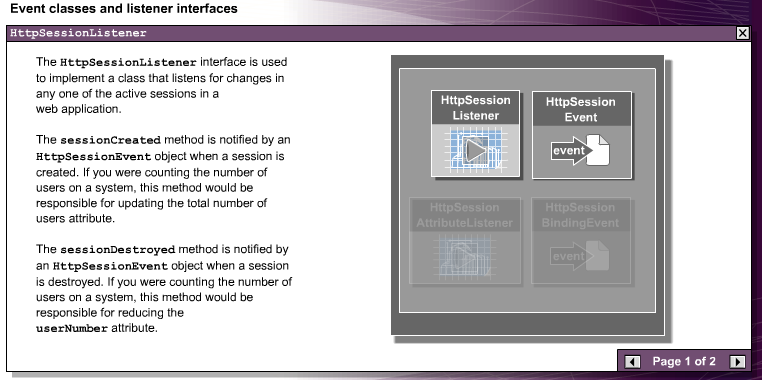 Event classes and listener interfaces
HttpSessionListener
The HttpSessionListener interface is used
to implement a class that listens for changes in
any one of the active sessions in a
web application.
The sessionCreated method is notified by an
HttpSessionEvent object when a session is
created. If you were counting the number of
users on a system, this method would be
responsible for updating the total number of
users attribute.
The sessionDestroyed method is notified by
an HttpSessionEvent object when a session
is destroyed. If you were counting the number of
users on a system, this method would be
responsible for reducing the
userNumber attribute.
HttpSession
Listener
HttpSession
Event
event
HttpSession
AttributeListener
HttpSession
BindingEvent
event
Page 1 of 2